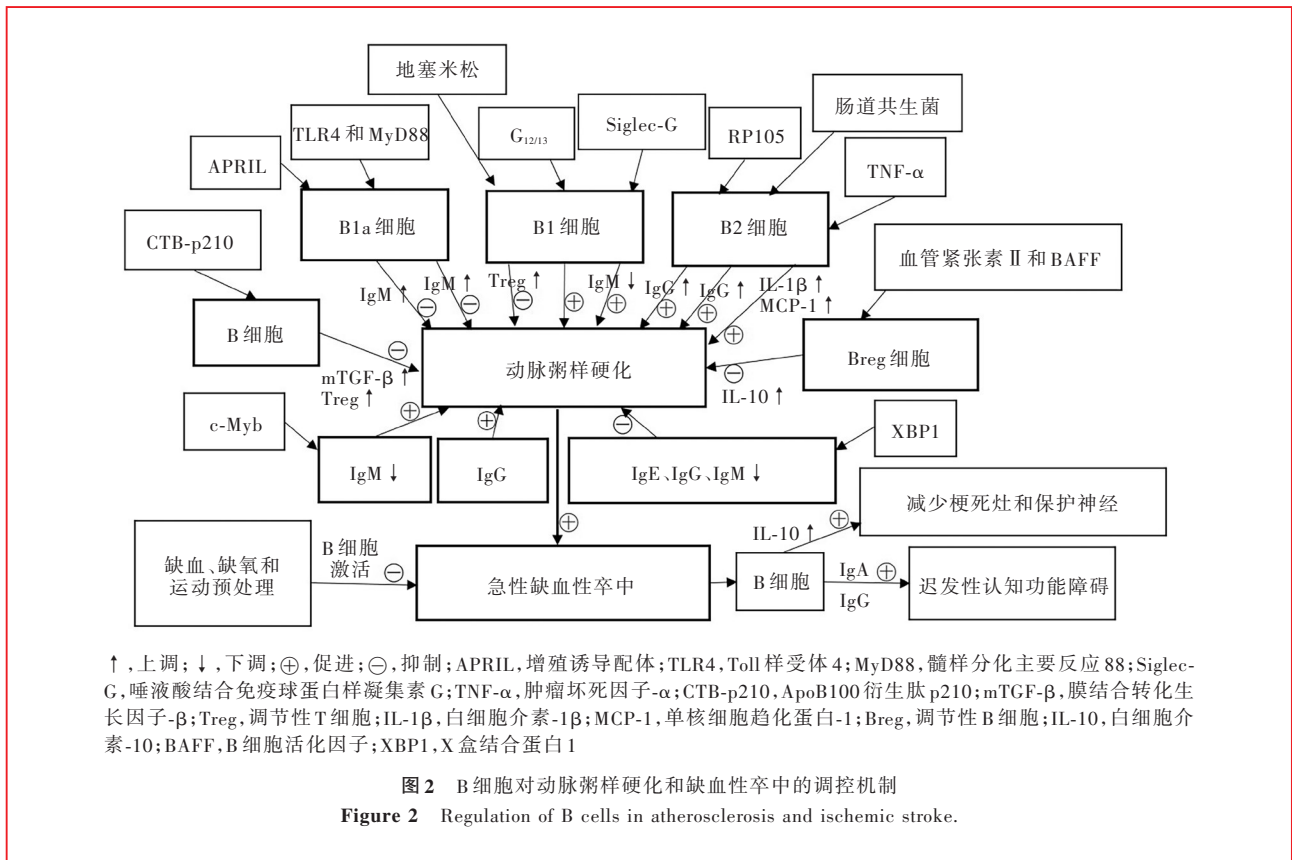 地塞米松
肠道共生菌
TLR4 和 MyD88
G12/13
Siglec-G
RP105
APRIL
TNF-α
B1a 细胞
B1 细胞
B2 细胞
CTB-p210
血管紧张素 Ⅱ 和 BAFF
IgM ↑
⊖
IgM ↑
⊖
Treg ↑
⊖
⊕
IgM ↓
⊕
IgG ↑
⊕
IgG ↑
⊕
IL-1β ↑
MCP-1 ↑
⊕
B 细胞
⊖
mTGF-β ↑
Treg ↑
动脉粥样硬化
⊖
IL-10 ↑
Breg 细胞
c-Myb
⊕
⊕
⊖
XBP1
IgM ↓
IgG
IgE、IgG、IgM ↓
⊕
减少梗死灶和保护神经
缺血、缺氧和
运动预处理
B 细胞
激活
⊖
急性缺血性卒中
IL-10 ↑
⊕
B 细胞
IgA ⊕
IgG
迟发性认知功能障碍
↑,上调;↓,下调;⊕,促进;⊖,抑制;APRIL,增殖诱导配体;TLR4,Toll 样受体 4;MyD88,髓样分化主要反应 88;Siglec-
G,唾液酸结合免疫球蛋白样凝集素 G;TNF-α,肿瘤坏死因子-α;CTB-p210,ApoB100 衍生肽 p210;mTGF-β,膜结合转化生
长因子-β;Treg,调节性 T 细胞;IL-1β,白细胞介素-1β;MCP-1,单核细胞趋化蛋白-1;Breg,调节性 B 细胞;IL-10,白细胞介
素-10;BAFF,B 细胞活化因子;XBP1,X 盒结合蛋白 1
图 2 B 细胞对动脉粥样硬化和缺血性卒中的调控机制
Figure 2 Regulation of B cells in atherosclerosis and ischemic stroke.